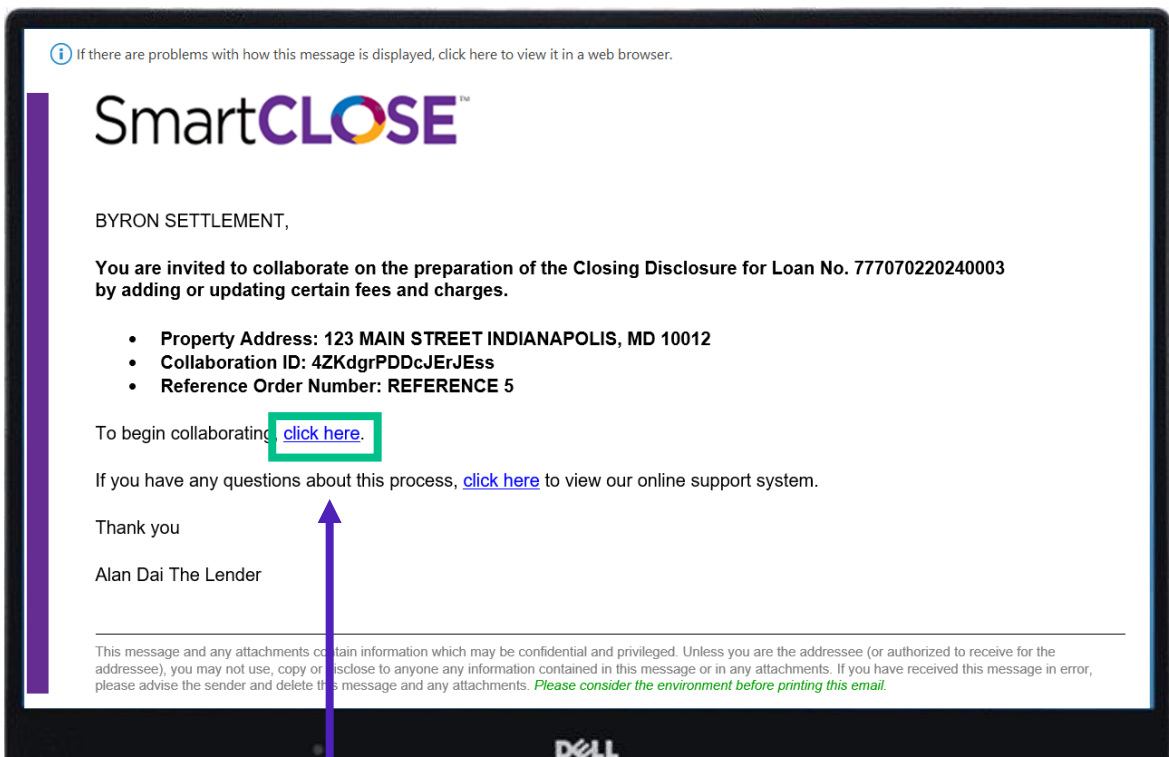 If there are problems with how this message is displayed, click here to view it in a web browser.
SmartCLOSE™
BYRON SETTLEMENT,
You are invited to collaborate on the preparation of the Closing Disclosure for Loan No. 777070220240003
by adding or updating certain fees and charges.
• Property Address: 123 MAIN STREET INDIANAPOLIS, MD 10012
• Collaboration ID: 4ZKdgrPDDcJErJEss
• Reference Order Number: REFERENCE 5
To begin collaborating, click here.
If you have any questions about this process, click here to view our online support system.
Thank you
Alan Dai The Lender
This message and any attachments contain information which may be confidential and privileged. Unless you are the addressee (or authorized to receive for the
addressee), you may not use, copy or disclose to anyone any information contained in this message or in any attachments. If you have received this message in error,
please advise the sender and delete this message and any attachments. Please consider the environment before printing this email.
DELL